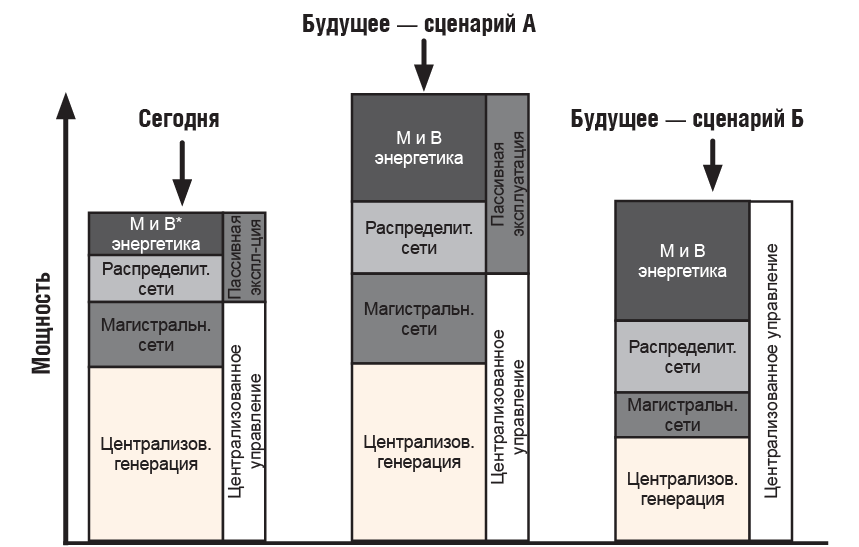 Будущее — сценарий А
Сегодня
Будущее — сценарий Б
Мощность
М и В*
энергетика
Распределит.
сети
Магистральн.
сети
Централизов.
генерация
Пассивная
экспл-ция
Централизованное
управление
М и В
энергетика
Распределит.
сети
Магистральн.
сети
Централизов.
генерация
Пассивная
эксплуатация
Централизованное
управление
М и В
энергетика
Распределит.
сети
Магистральн.
сети
Централизов.
генерация
Централизованное управление